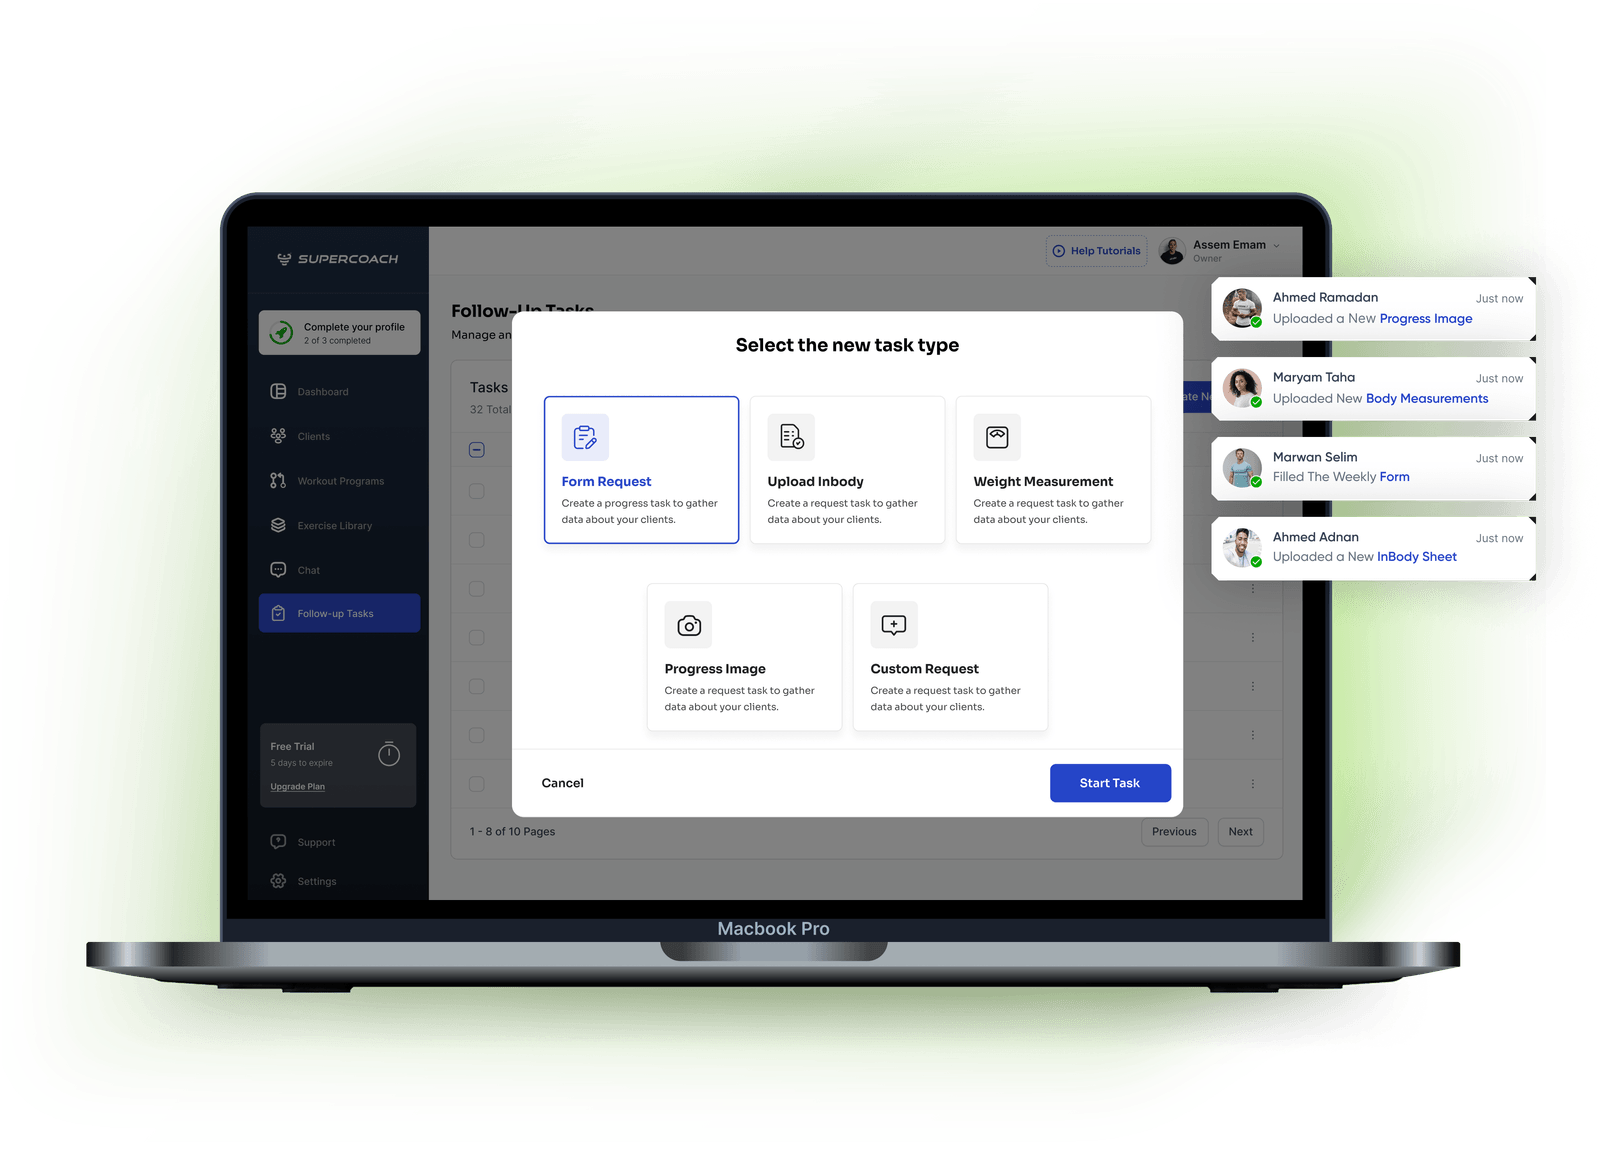 SUPERCOACH
Help Tutorials
Assem Emam
Owner
Complete your profile
2 of 3 completed
Dashboard
Clients
Workout Programs
Exercise Library
Chat
Follow-up Tasks
Free Trial
5 days to expire
Upgrade Plan
Support
Settings
Follow-Up Tasks
Manage an
Tasks
32 Total
Select the new task type
Form Request
Create a progress task to gather
data about your clients.
Upload Inbody
Create a request task to gather
data about your clients.
Weight Measurement
Create a request task to gather
data about your clients.
Progress Image
Create a request task to gather
data about your clients.
Custom Request
Create a request task to gather
data about your clients.
Cancel
Start Task
1 - 8 of 10 Pages
Previous
Next
Ahmed Ramadan
Just now
Uploaded a New Progress Image
Maryam Taha
Just now
Uploaded New Body Measurements
Marwan Selim
Just now
Filled The Weekly Form
Ahmed Adnan
Just now
Uploaded a New InBody Sheet
Macbook Pro